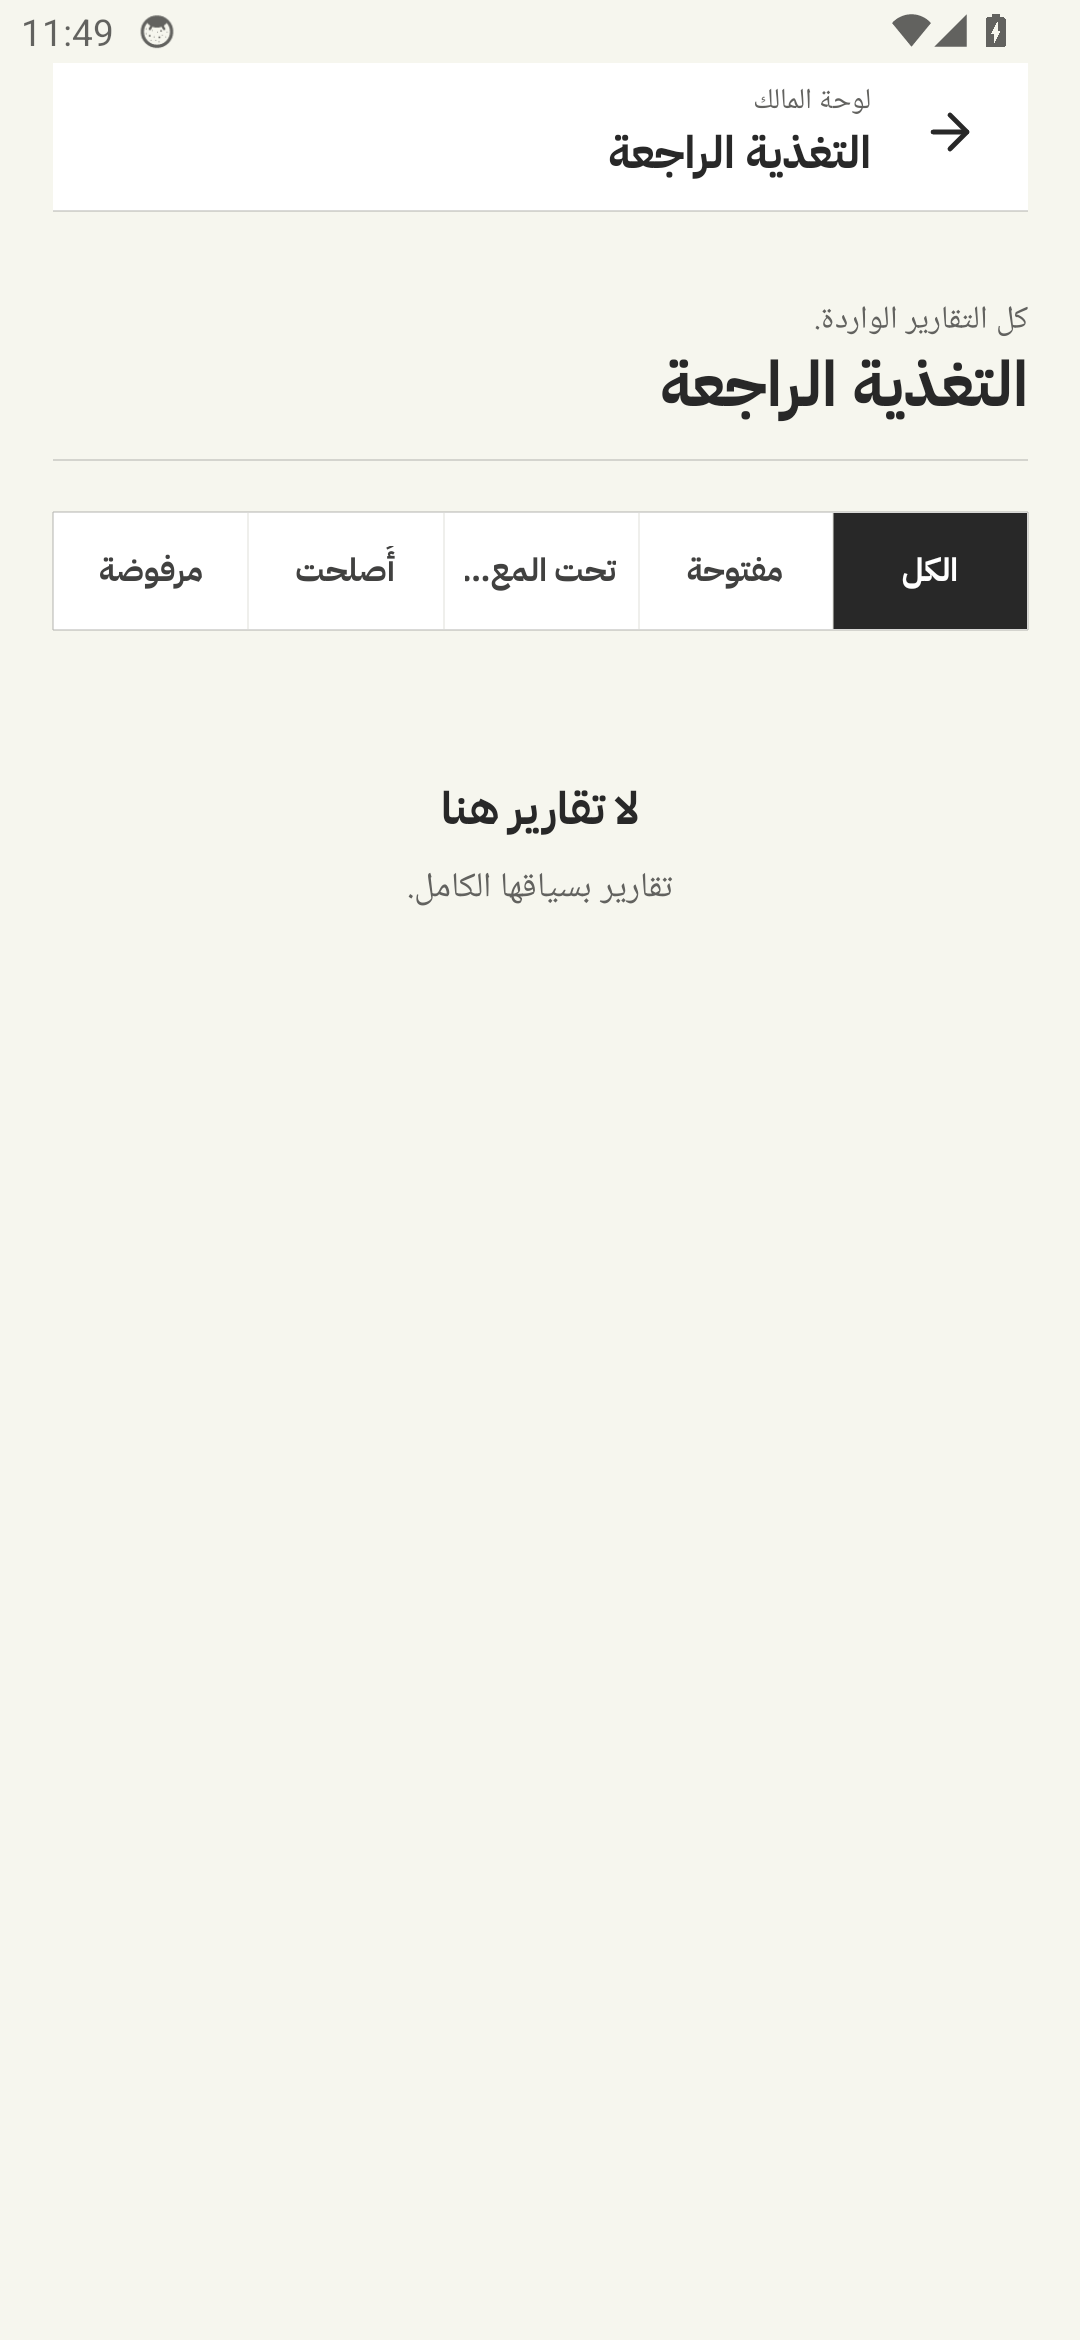 11:49
لوحة المالك
التغذية الراجعة
كل التقارير الواردة.
التغذية الراجعة
الكل
مفتوحة
تحت المع...
أُصلحت
مرفوضة
لا تقارير هنا
تقارير بسياقها الكامل.